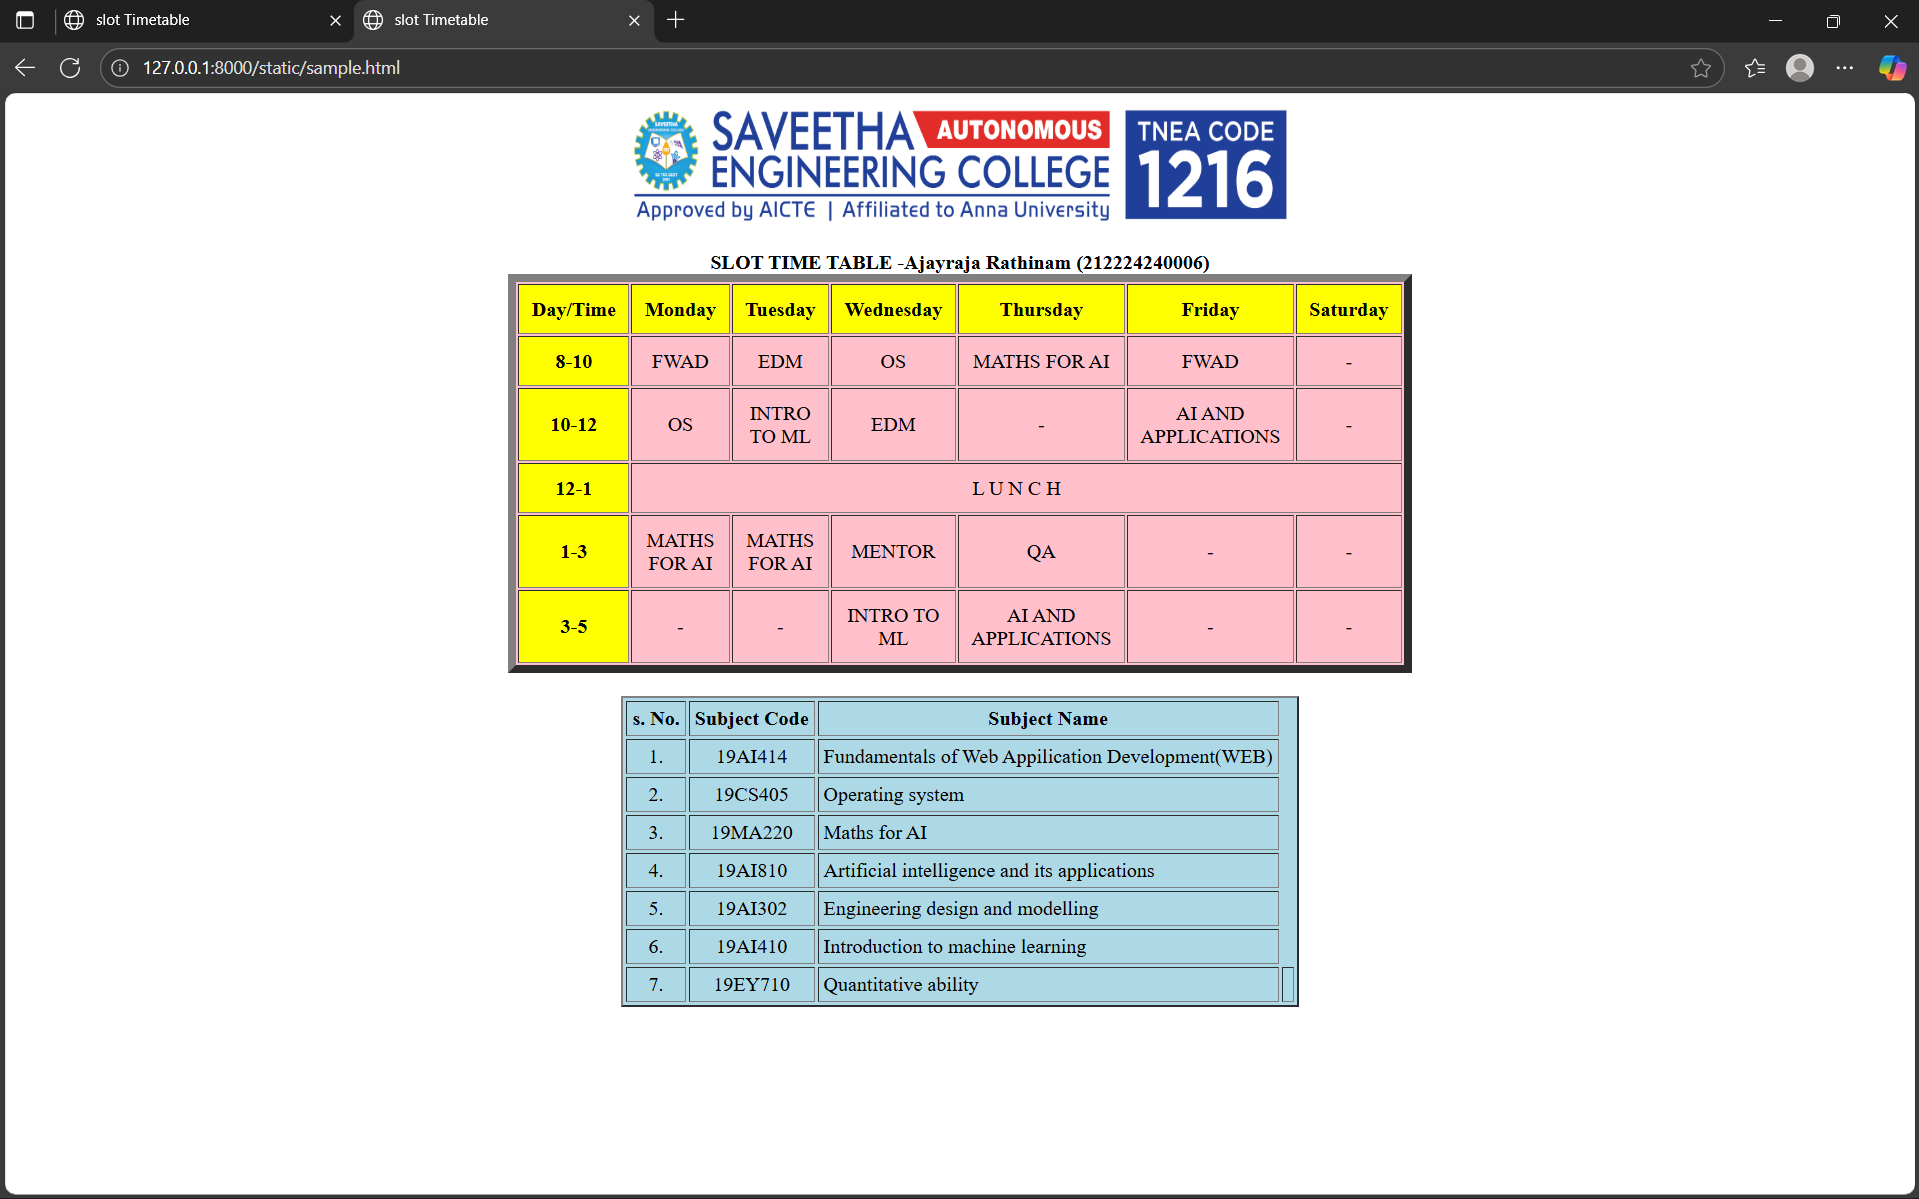 slot Timetable
slot Timetable
127.0.0.1:8000/static/sample.html
SAVEETHA AUTONOMOUS
ENGINEERING COLLEGE
Approved by AICTE | Affiliated to Anna University
TNEA CODE
1216
SLOT TIME TABLE -Ajayraja Rathinam (212224240006)
Day/Time Monday Tuesday Wednesday Thursday Friday Saturday
8-10 FWAD EDM OS MATHS FOR AI FWAD -
10-12 OS INTRO TO ML EDM - AI AND APPLICATIONS -
12-1 L U N C H
1-3 MATHS FOR AI MATHS FOR AI MENTOR QA - -
3-5 - - INTRO TO ML AI AND APPLICATIONS - -
s. No. Subject Code Subject Name
1. 19AI414 Fundamentals of Web Appilication Development(WEB)
2. 19CS405 Operating system
3. 19MA220 Maths for AI
4. 19AI810 Artificial intelligence and its applications
5. 19AI302 Engineering design and modelling
6. 19AI410 Introduction to machine learning
7. 19EY710 Quantitative ability